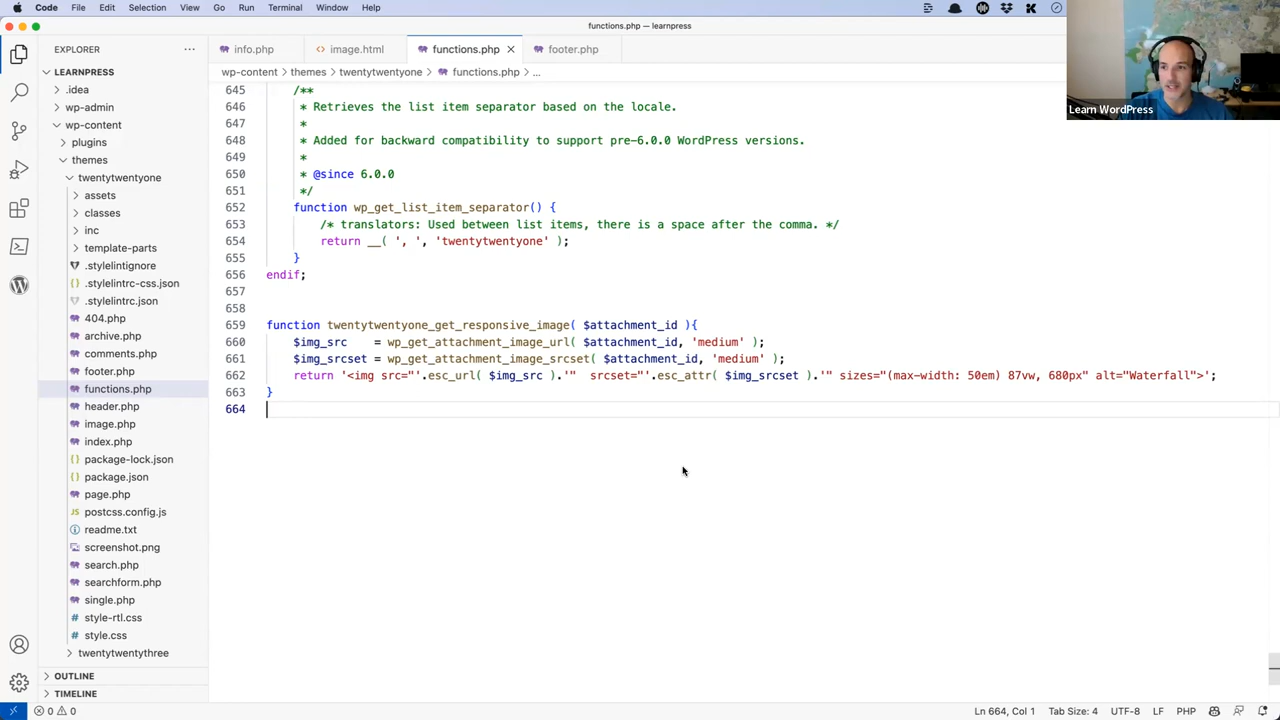 Code File Edit Selection View Go Run Terminal Window Help
functions.php — learnpress
EXPLORER
info.php
image.html
functions.php
footer.php
LEARNPRESS
wp-content > themes > twentytwentyone > functions.php > ...
.idea
wp-admin
wp-content
plugins
themes
twentytwentyone
assets
classes
inc
template-parts
.stylelintignore
.stylelintrc-css.json
.stylelintrc.json
404.php
archive.php
comments.php
footer.php
functions.php
header.php
image.php
index.php
package-lock.json
package.json
page.php
postcss.config.js
readme.txt
screenshot.png
search.php
searchform.php
single.php
style-rtl.css
style.css
twentytwentythree
OUTLINE
TIMELINE
645 /**
646 * Retrieves the list item separator based on the locale.
647 *
648 * Added for backward compatibility to support pre-6.0.0 WordPress versions.
649 *
650 * @since 6.0.0
651 */
652 function wp_get_list_item_separator() {
653 /* translators: Used between list items, there is a space after the comma. */
654 return __( ', ', 'twentytwentyone' );
655 }
656 endif;
657
658
659 function twentytwentyone_get_responsive_image( $attachment_id ){
660 $img_src = wp_get_attachment_image_url( $attachment_id, 'medium' );
661 $img_srcset = wp_get_attachment_image_srcset( $attachment_id, 'medium' );
662 return '<img src="'.esc_url( $img_src ).'" srcset="'.esc_attr( $img_srcset ).'" sizes="(max-width: 50em) 87vw, 680px" alt="Waterfall">';
663 }
664
Learn WordPress
0 0
Ln 664, Col 1 Tab Size: 4 UTF-8 LF PHP